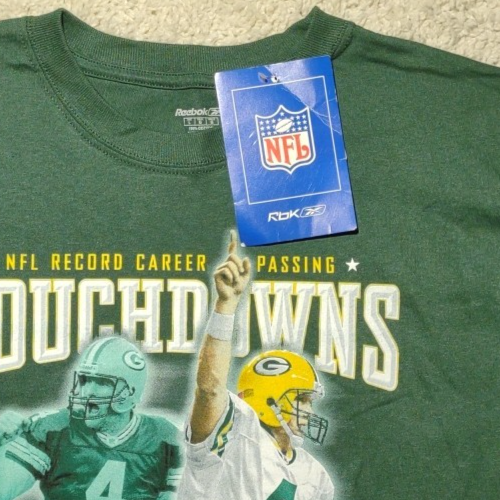 Reebok
NFL
RBK
NFL RECORD CAREER PASSING ★
OUCHDOWNS
G
G
4